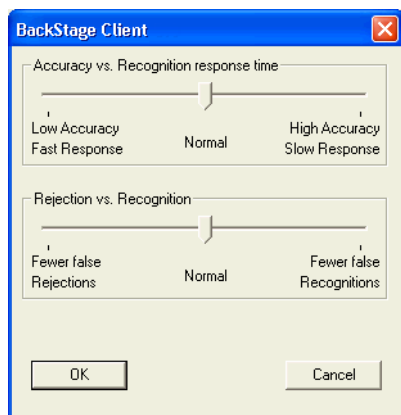 BackStage Client
Accuracy vs. Recognition response time
Low Accuracy
Fast Response
Normal
High Accuracy
Slow Response
Rejection vs. Recognition
Fewer false
Rejections
Normal
Fewer false
Recognitions
OK
Cancel